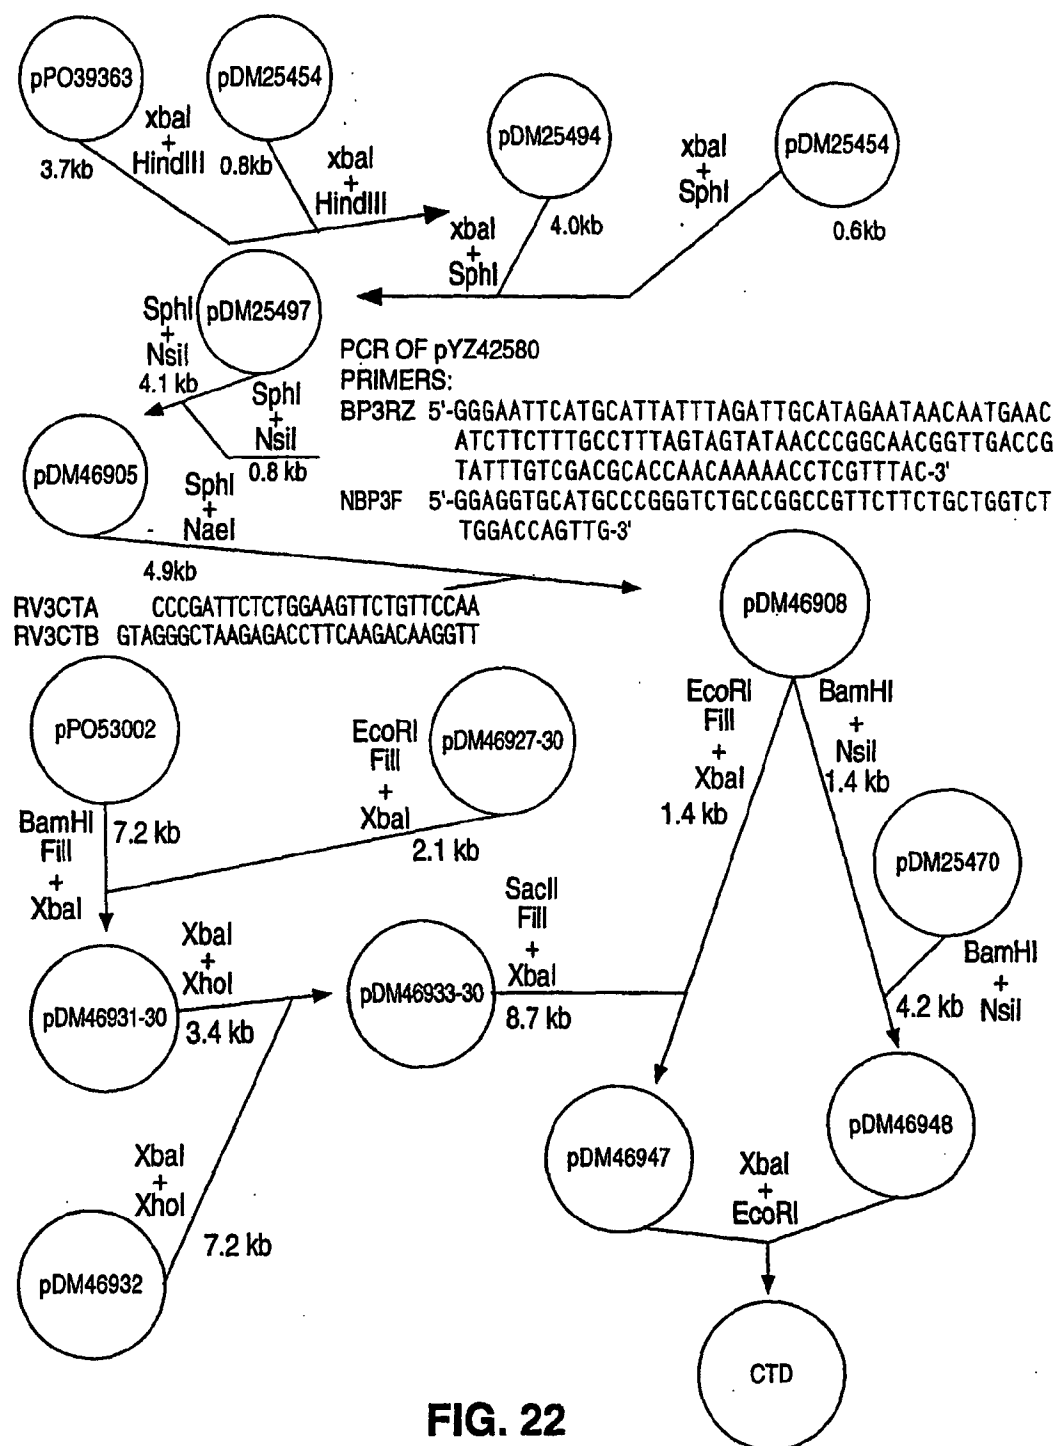 pPO39363
pDM25454
xbaI
+
HindIII
3.7kb
0.8kb
xbaI
+
HindIII
pDM25494
xbaI
+
SphI
pDM25454
4.0kb
0.6kb
xbaI
+
SphI
SphI
+
NsiI
4.1 kb
pDM25497
SphI
+
NsiI
0.8 kb
PCR OF pYZ42580
PRIMERS:
BP3RZ 5'-GGGAATTCATGCATTATTTAGATTGCATAGAATAACAATGAAC
ATCTTCTTTGCCTTTAGTAGTATAACCCGGCAACGGTTGACCG
TATTTGTCGACGCACCAACAAAAACCTCGTTTAC-3'
NBP3F 5'-GGAGGTGCATGCCCGGGTCTGCCGGCCGTTCTTCTGCTGGTCT
TGGACCAGTTG-3'
pDM46905
SphI
+
NaeI
4.9kb
pDM46908
RV3CTA CCCGATTCTCTGGAAGTTCTGTTCCAA
RV3CTB GTAGGGCTAAGAGACCTTCAAGACAAGGTT
pPO53002
EcoRI
Fill
+
XbaI
pDM46927-30
EcoRI
Fill
+
XbaI
1.4 kb
BamHI
+
NsiI
1.4 kb
BamHI
Fill
+
XbaI
7.2 kb
2.1 kb
pDM25470
SacII
Fill
+
XbaI
8.7 kb
XbaI
+
XhoI
3.4 kb
pDM46931-30
pDM46933-30
BamHI
+
NsiI
4.2 kb
XbaI
+
XhoI
7.2 kb
pDM46932
pDM46947
pDM46948
XbaI
+
EcoRI
CTD
FIG. 22